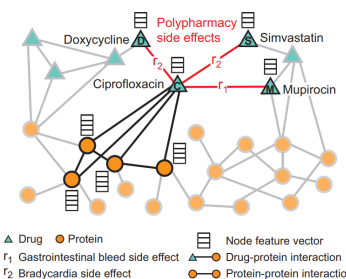 Polypharmacy
side effects
Doxycycline
D
S
Simvastatin
r2
r2
Ciprofloxacin
C
r1
M
Mupirocin
Drug
Protein
Node feature vector
r1 Gastrointestinal bleed side effect
Drug-protein interaction
r2 Bradycardia side effect
Protein-protein interactio